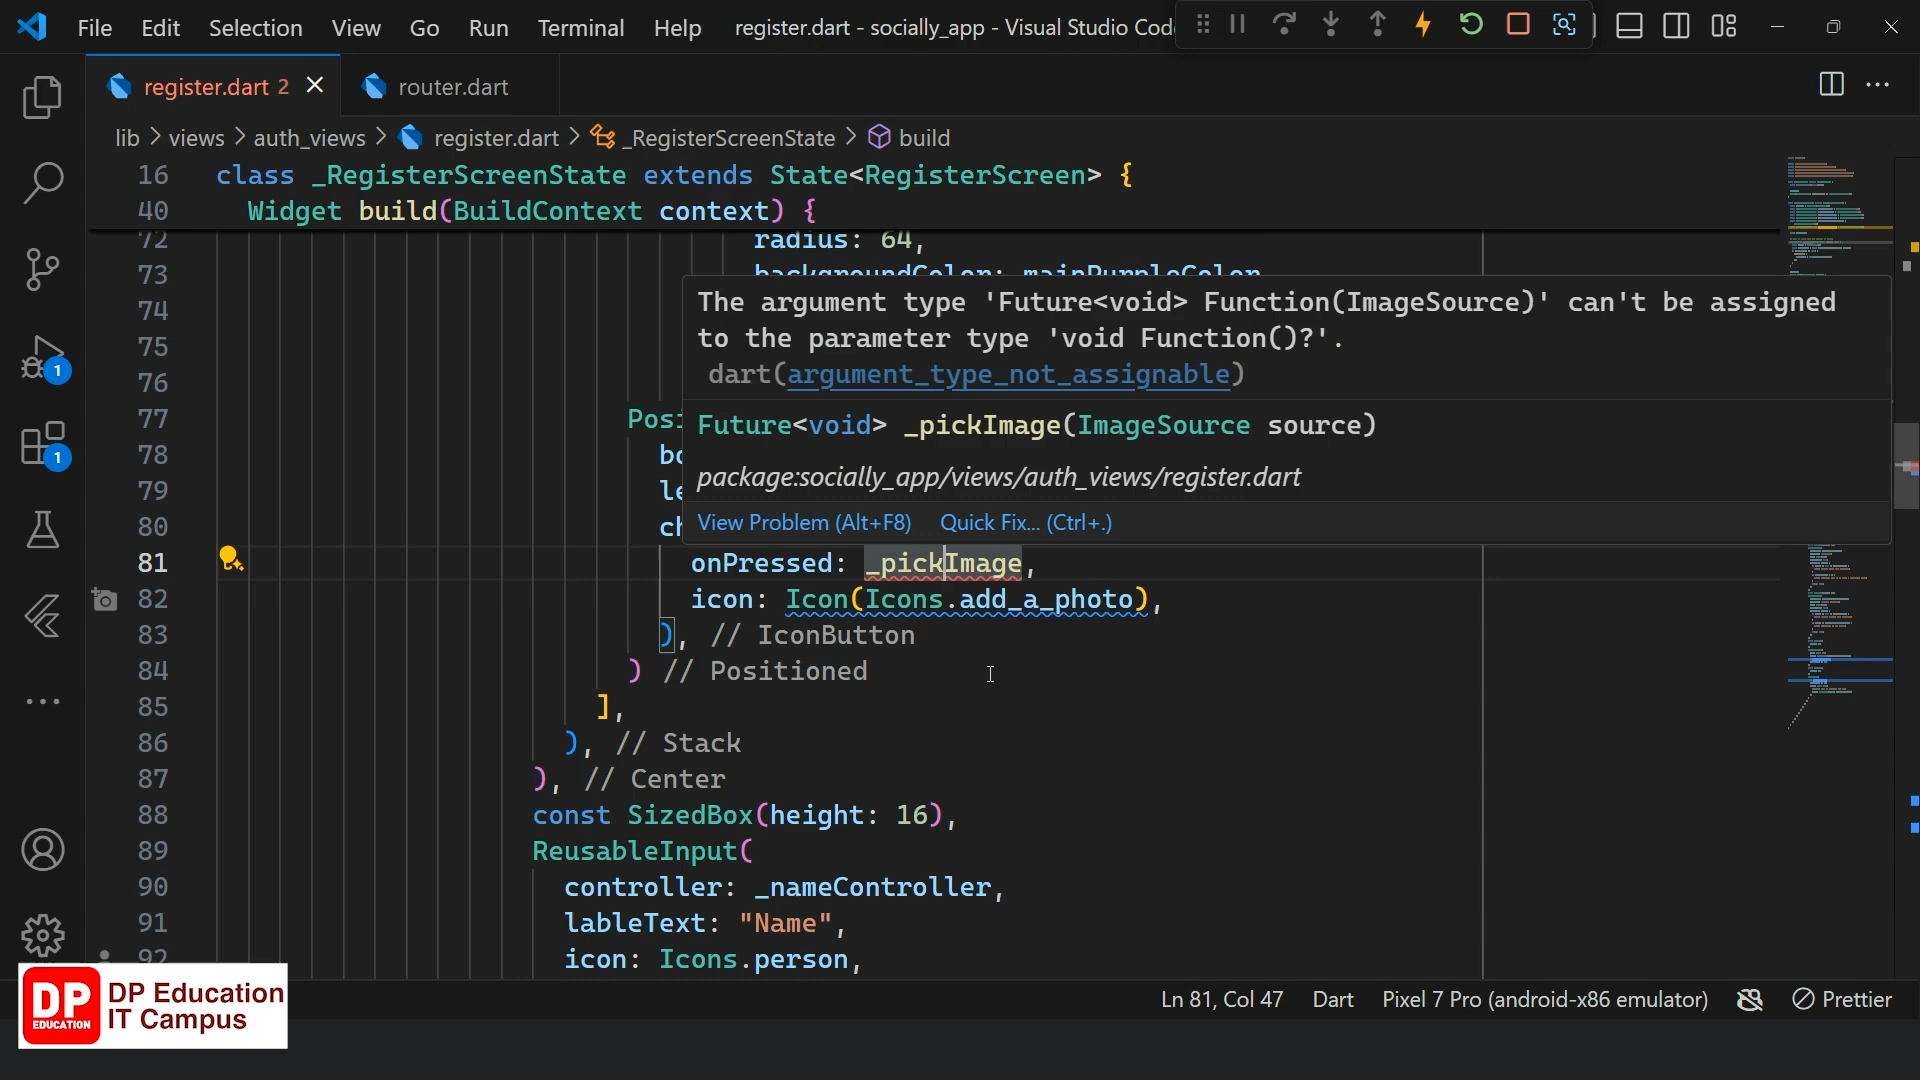 File Edit Selection View Go Run Terminal Help register.dart - socially_app - Visual Studio Cod
register.dart 2 router.dart
lib > views > auth_views > register.dart > _RegisterScreenState > build
16 class _RegisterScreenState extends State<RegisterScreen> {
40 Widget build(BuildContext context) {
72 radius: 64,
73 backgroundColor: mainPurpleColor
74
75
76
77 Posi
78 bo
79 le
80 ch
The argument type 'Future<void> Function(ImageSource)' can't be assigned
to the parameter type 'void Function()?'.
dart(argument_type_not_assignable)
Future<void> _pickImage(ImageSource source)
package:socially_app/views/auth_views/register.dart
View Problem (Alt+F8) Quick Fix... (Ctrl+.)
81 onPressed: _pickImage,
82 icon: Icon(Icons.add_a_photo),
83 ), // IconButton
84 ) // Positioned
85 ],
86 ), // Stack
87 ), // Center
88 const SizedBox(height: 16),
89 ReusableInput(
90 controller: _nameController,
91 lableText: "Name",
92 icon: Icons.person,
1
1
DP EDUCATION
DP Education
IT Campus
Ln 81, Col 47 Dart Pixel 7 Pro (android-x86 emulator) Prettier